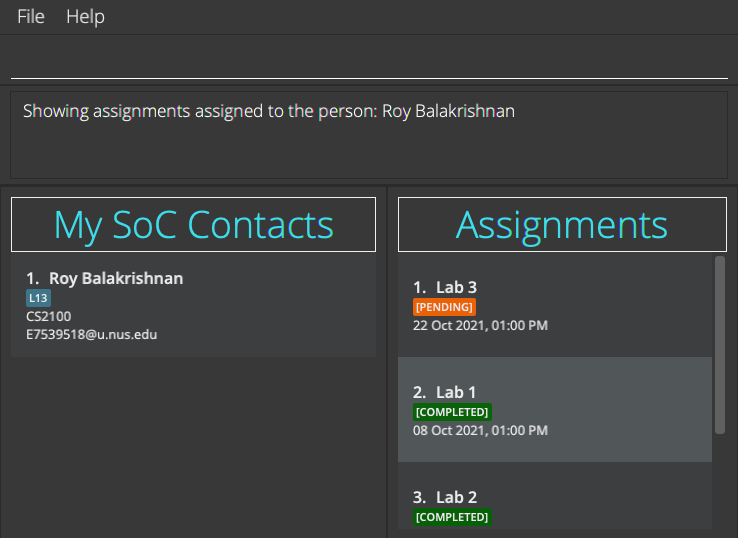 File Help
Showing assignments assigned to the person: Roy Balakrishnan
My SoC Contacts
1. Roy Balakrishnan
L13
CS2100
E7539518@u.nus.edu
Assignments
1. Lab 3
[PENDING]
22 Oct 2021, 01:00 PM
2. Lab 1
[COMPLETED]
08 Oct 2021, 01:00 PM
3. Lab 2
[COMPLETED]